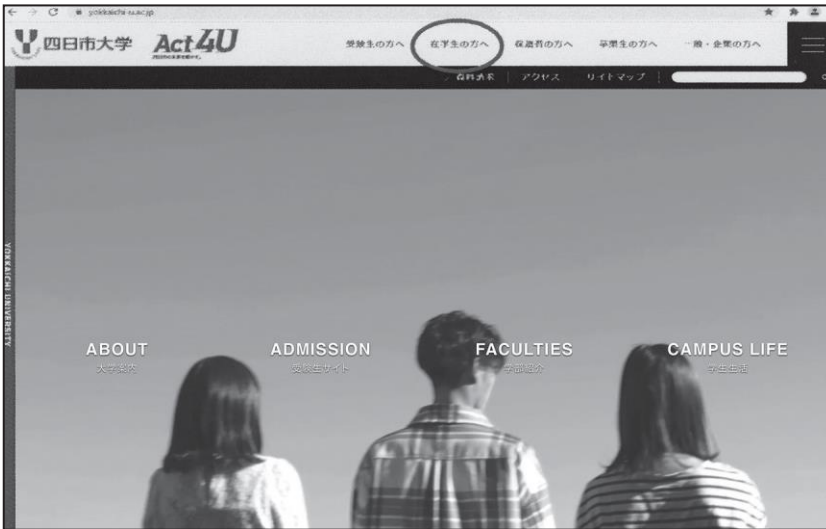 yokkaichi-u.ac.jp
四日市大学 Act4U 受験生の方へ 在学生の方へ 保護者の方へ 卒業生の方へ 一般・企業の方へ
資料請求 アクセス サイトマップ
YOKKAICHI UNIVERSITY
ABOUT ADMISSION FACULTIES CAMPUS LIFE
大学案内 受験生サイト 学部紹介 学生生活